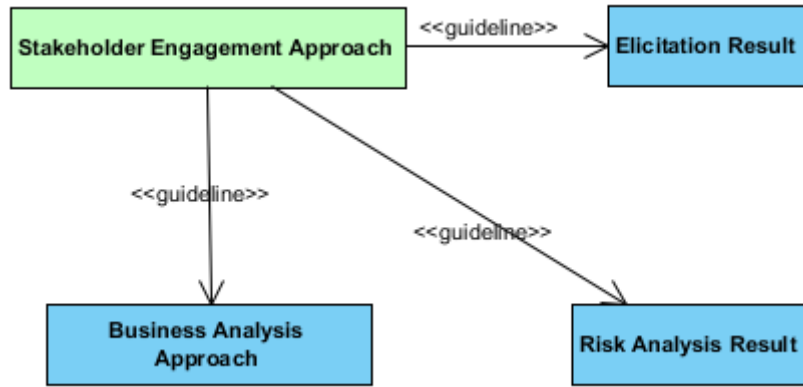 Stakeholder Engagement Approach
<<guideline>>
Elicitation Result
<<guideline>>
<<guideline>>
Business Analysis
Approach
Risk Analysis Result